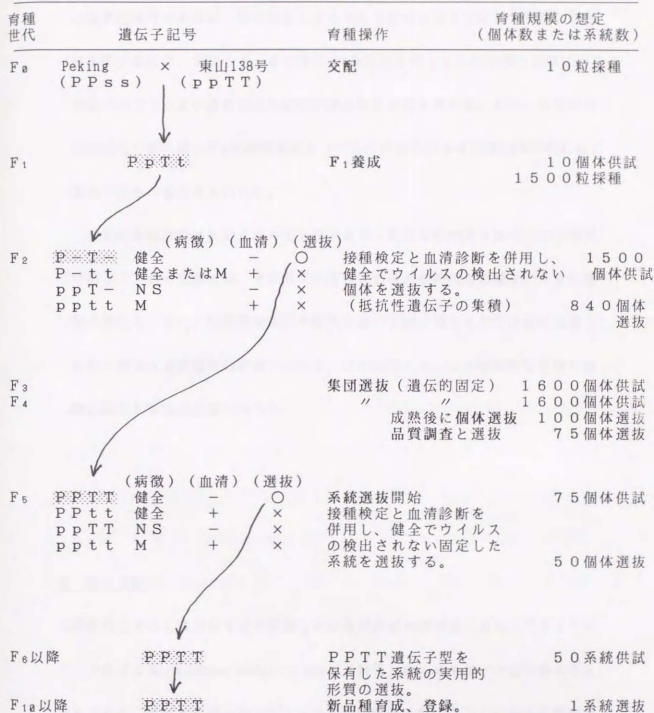 育種 育種規模の想定
世代 遺伝子記号 育種操作 (個体数または系統数)
F0 Peking × 東山138号 交配 10粒採種
(PPss) (ppTT)
F1 PpTt F1養成 10個体供試
1500粒採種
(病徴) (血清) (選抜)
F2 P-T- 健全 - ○ 接種検定と血清診断を併用し、 1500
P-tt 健全またはM + × 健全でウイルスの検出されない 個体供試
ppT- NS - × 個体を選抜する。
pptt M + × (抵抗性遺伝子の集積) 840個体
選抜
F3 集団選抜(遺伝的固定) 1600個体供試
F4 〃 〃 1600個体供試
成熟後に個体選抜 100個体選抜
品質調査と選抜 75個体選抜
(病徴) (血清) (選抜)
F5 PPTT 健全 - ○ 系統選抜開始 75個体供試
PPtt 健全 + × 接種検定と血清診断を
ppTT NS - × 併用し、健全でウイルス
pptt M + × の検出されない固定した
系統を選抜する。 50個体選抜
F6以降 PPTT PPTT遺伝子型を 50系統供試
保有した系統の実用的
形質の選抜。
F10以降 PPTT 新品種育成、登録。 1系統選抜